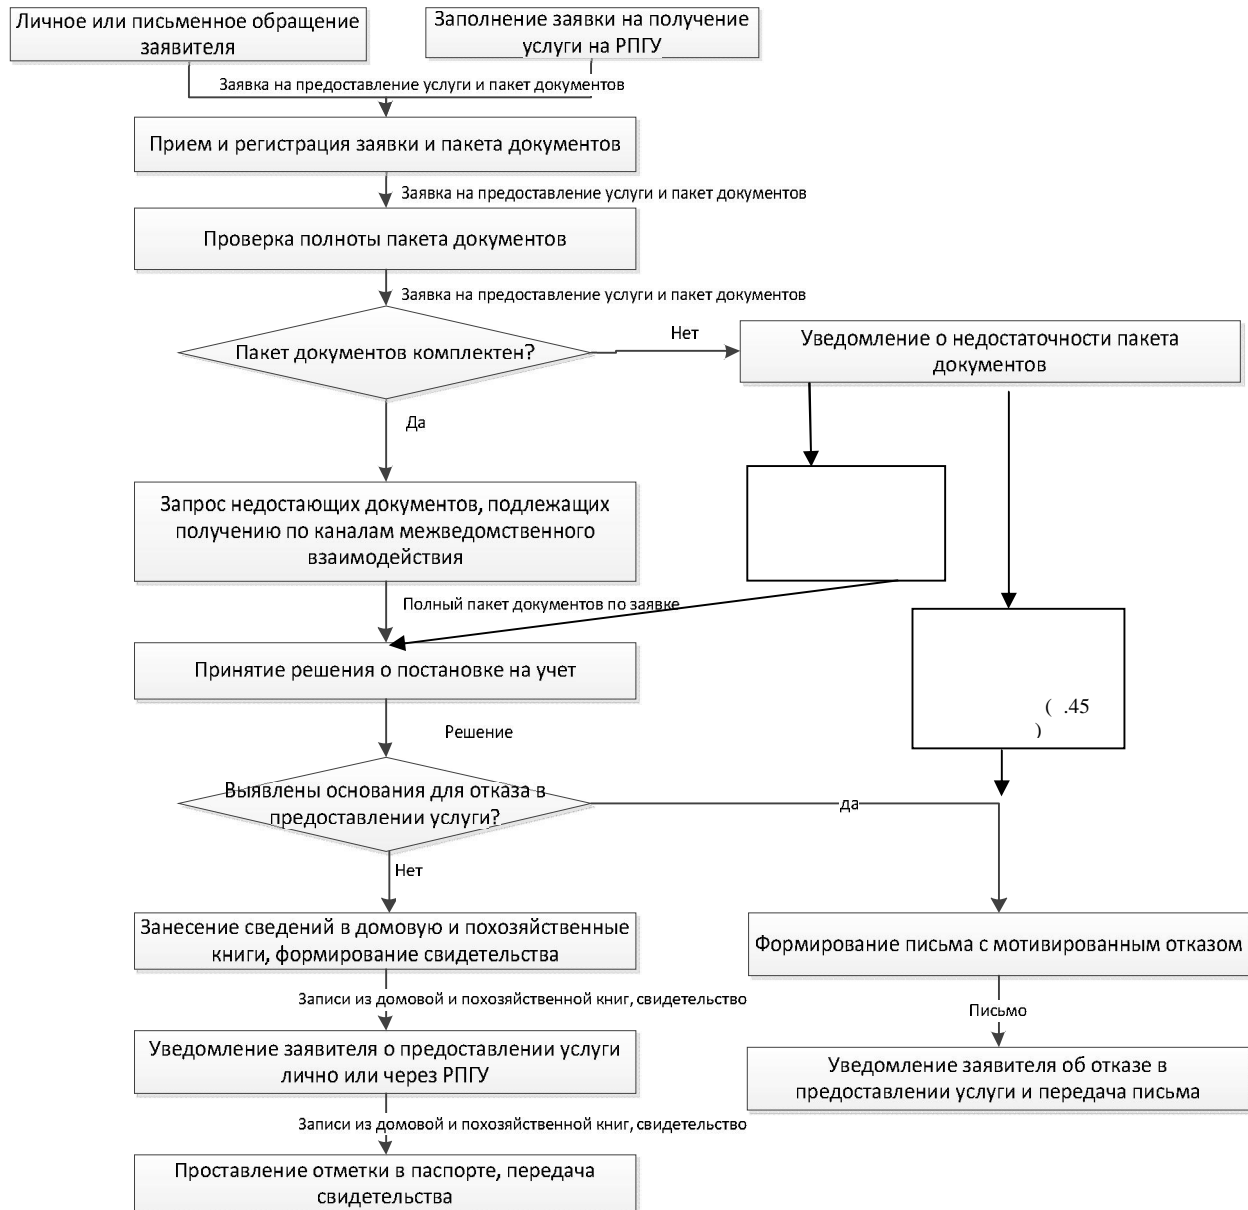 Личное или письменное обращение
заявителя
Заполнение заявки на получение
услуги на РПГУ
Заявка на предоставление услуги и пакет документов
Прием и регистрация заявки и пакета документов
Заявка на предоставление услуги и пакет документов
Проверка полноты пакета документов
Заявка на предоставление услуги и пакет документов
Пакет документов комплектен?
Нет
Уведомление о недостаточности пакета
документов
Да
Запрос недостающих документов, подлежащих
получению по каналам межведомственного
взаимодействия
Полный пакет документов по заявке
Принятие решения о постановке на учет
( .45
)
Решение
Выявлены основания для отказа в
предоставлении услуги?
да
Нет
Занесение сведений в домовую и похозяйственные
книги, формирование свидетельства
Формирование письма с мотивированным отказом
Записи из домовой и похозяйственной книг, свидетельство
Письмо
Уведомление заявителя о предоставлении услуги
лично или через РПГУ
Уведомление заявителя об отказе в
предоставлении услуги и передача письма
Записи из домовой и похозяйственной книг, свидетельство
Проставление отметки в паспорте, передача
свидетельства